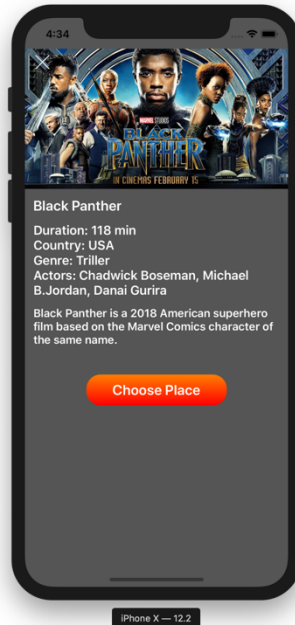 4:34
MARVEL STUDIOS
BLACK
PANTHER
IN CINEMAS FEBRUARY 15
Black Panther
Duration: 118 min
Country: USA
Genre: Triller
Actors: Chadwick Boseman, Michael
B.Jordan, Danai Gurira
Black Panther is a 2018 American superhero
film based on the Marvel Comics character of
the same name.
Choose Place
iPhone X — 12.2